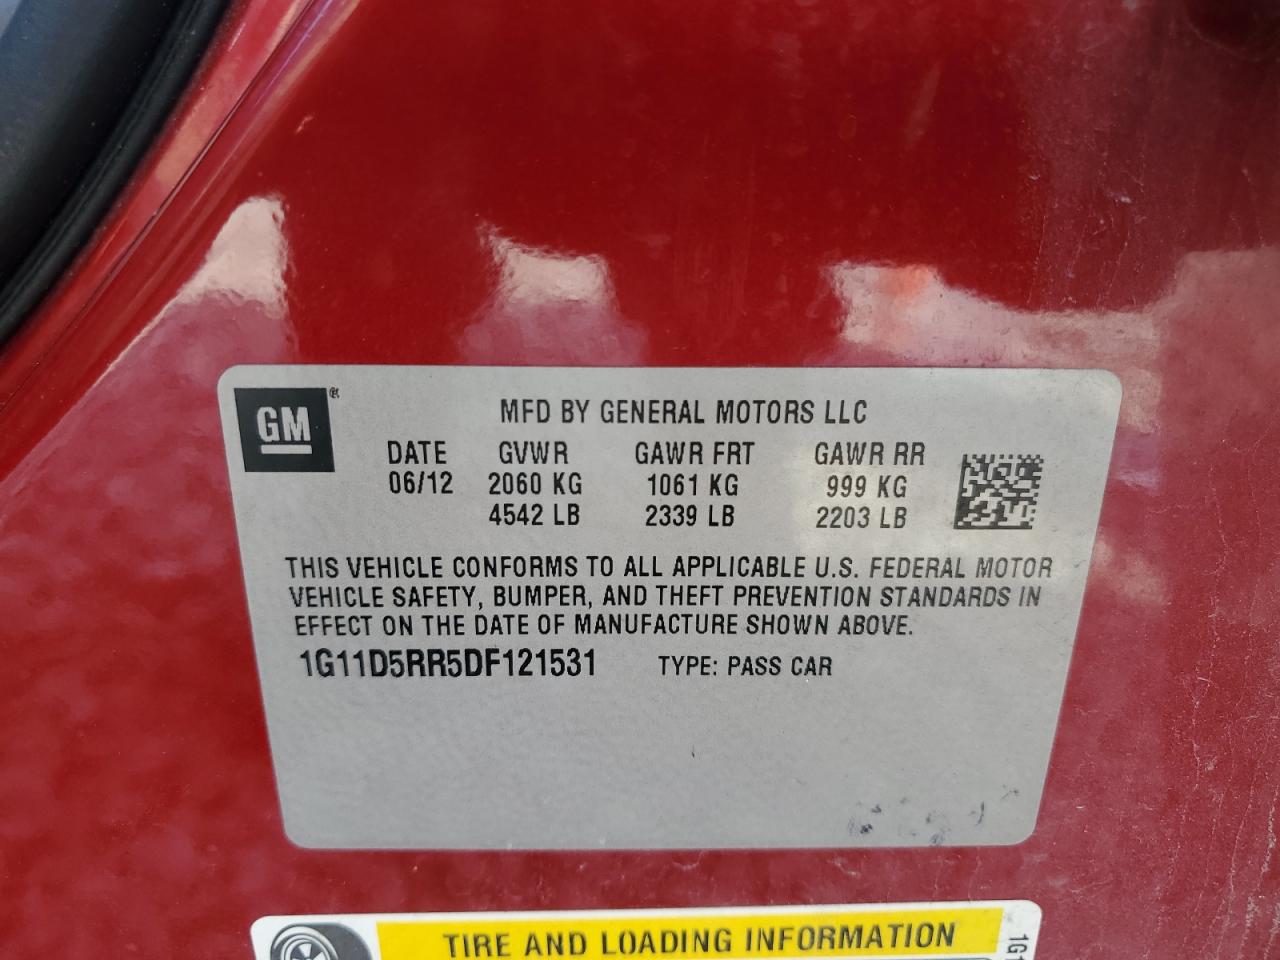 GM®
MFD BY GENERAL MOTORS LLC
DATE GVWR GAWR FRT GAWR RR
06/12 2060 KG 1061 KG 999 KG
4542 LB 2339 LB 2203 LB
THIS VEHICLE CONFORMS TO ALL APPLICABLE U.S. FEDERAL MOTOR
VEHICLE SAFETY, BUMPER, AND THEFT PREVENTION STANDARDS IN
EFFECT ON THE DATE OF MANUFACTURE SHOWN ABOVE.
1G11D5RR5DF121531 TYPE: PASS CAR
TIRE AND LOADING INFORMATION